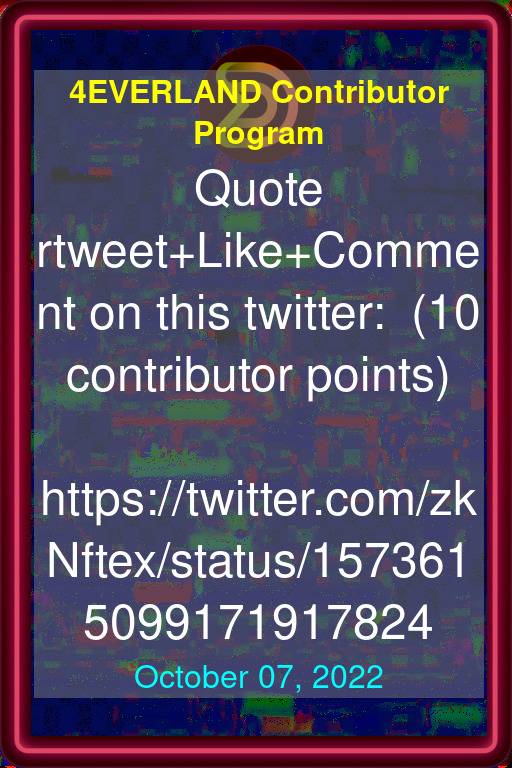 4EVERLAND Contributor
Program
Quote
rtweet+Like+Comme
nt on this twitter:  (10
contributor points)
https://twitter.com/zk
Nftex/status/157361
5099171917824
October 07, 2022